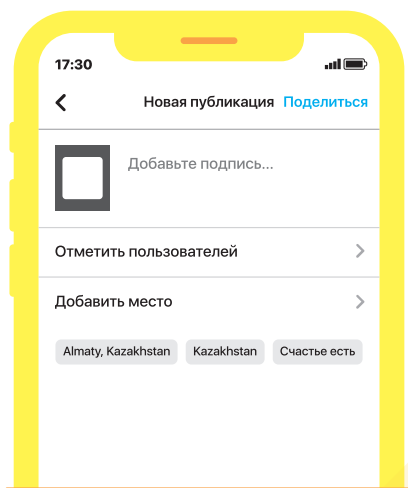 17:30
Новая публикация Поделиться
Добавьте подпись...
Отметить пользователей
Добавить место
Almaty, Kazakhstan Kazakhstan Счастье есть